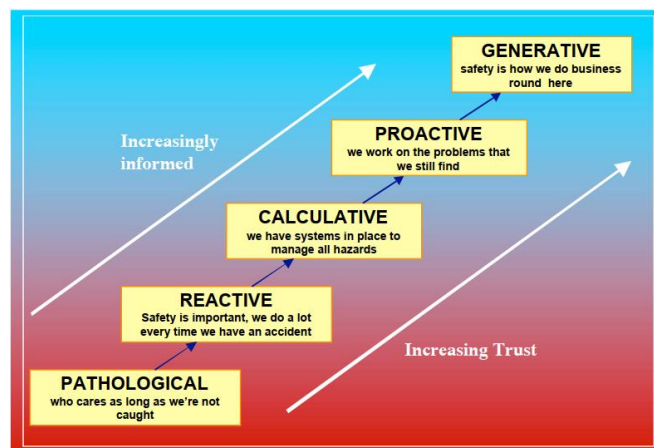 GENERATIVE
safety is how we do business
round here
Increasingly
informed
PROACTIVE
we work on the problems that
we still find
CALCULATIVE
we have systems in place to
manage all hazards
REACTIVE
Safety is important, we do a lot
every time we have an accident
Increasing Trust
PATHOLOGICAL
who cares as long as we're not
caught